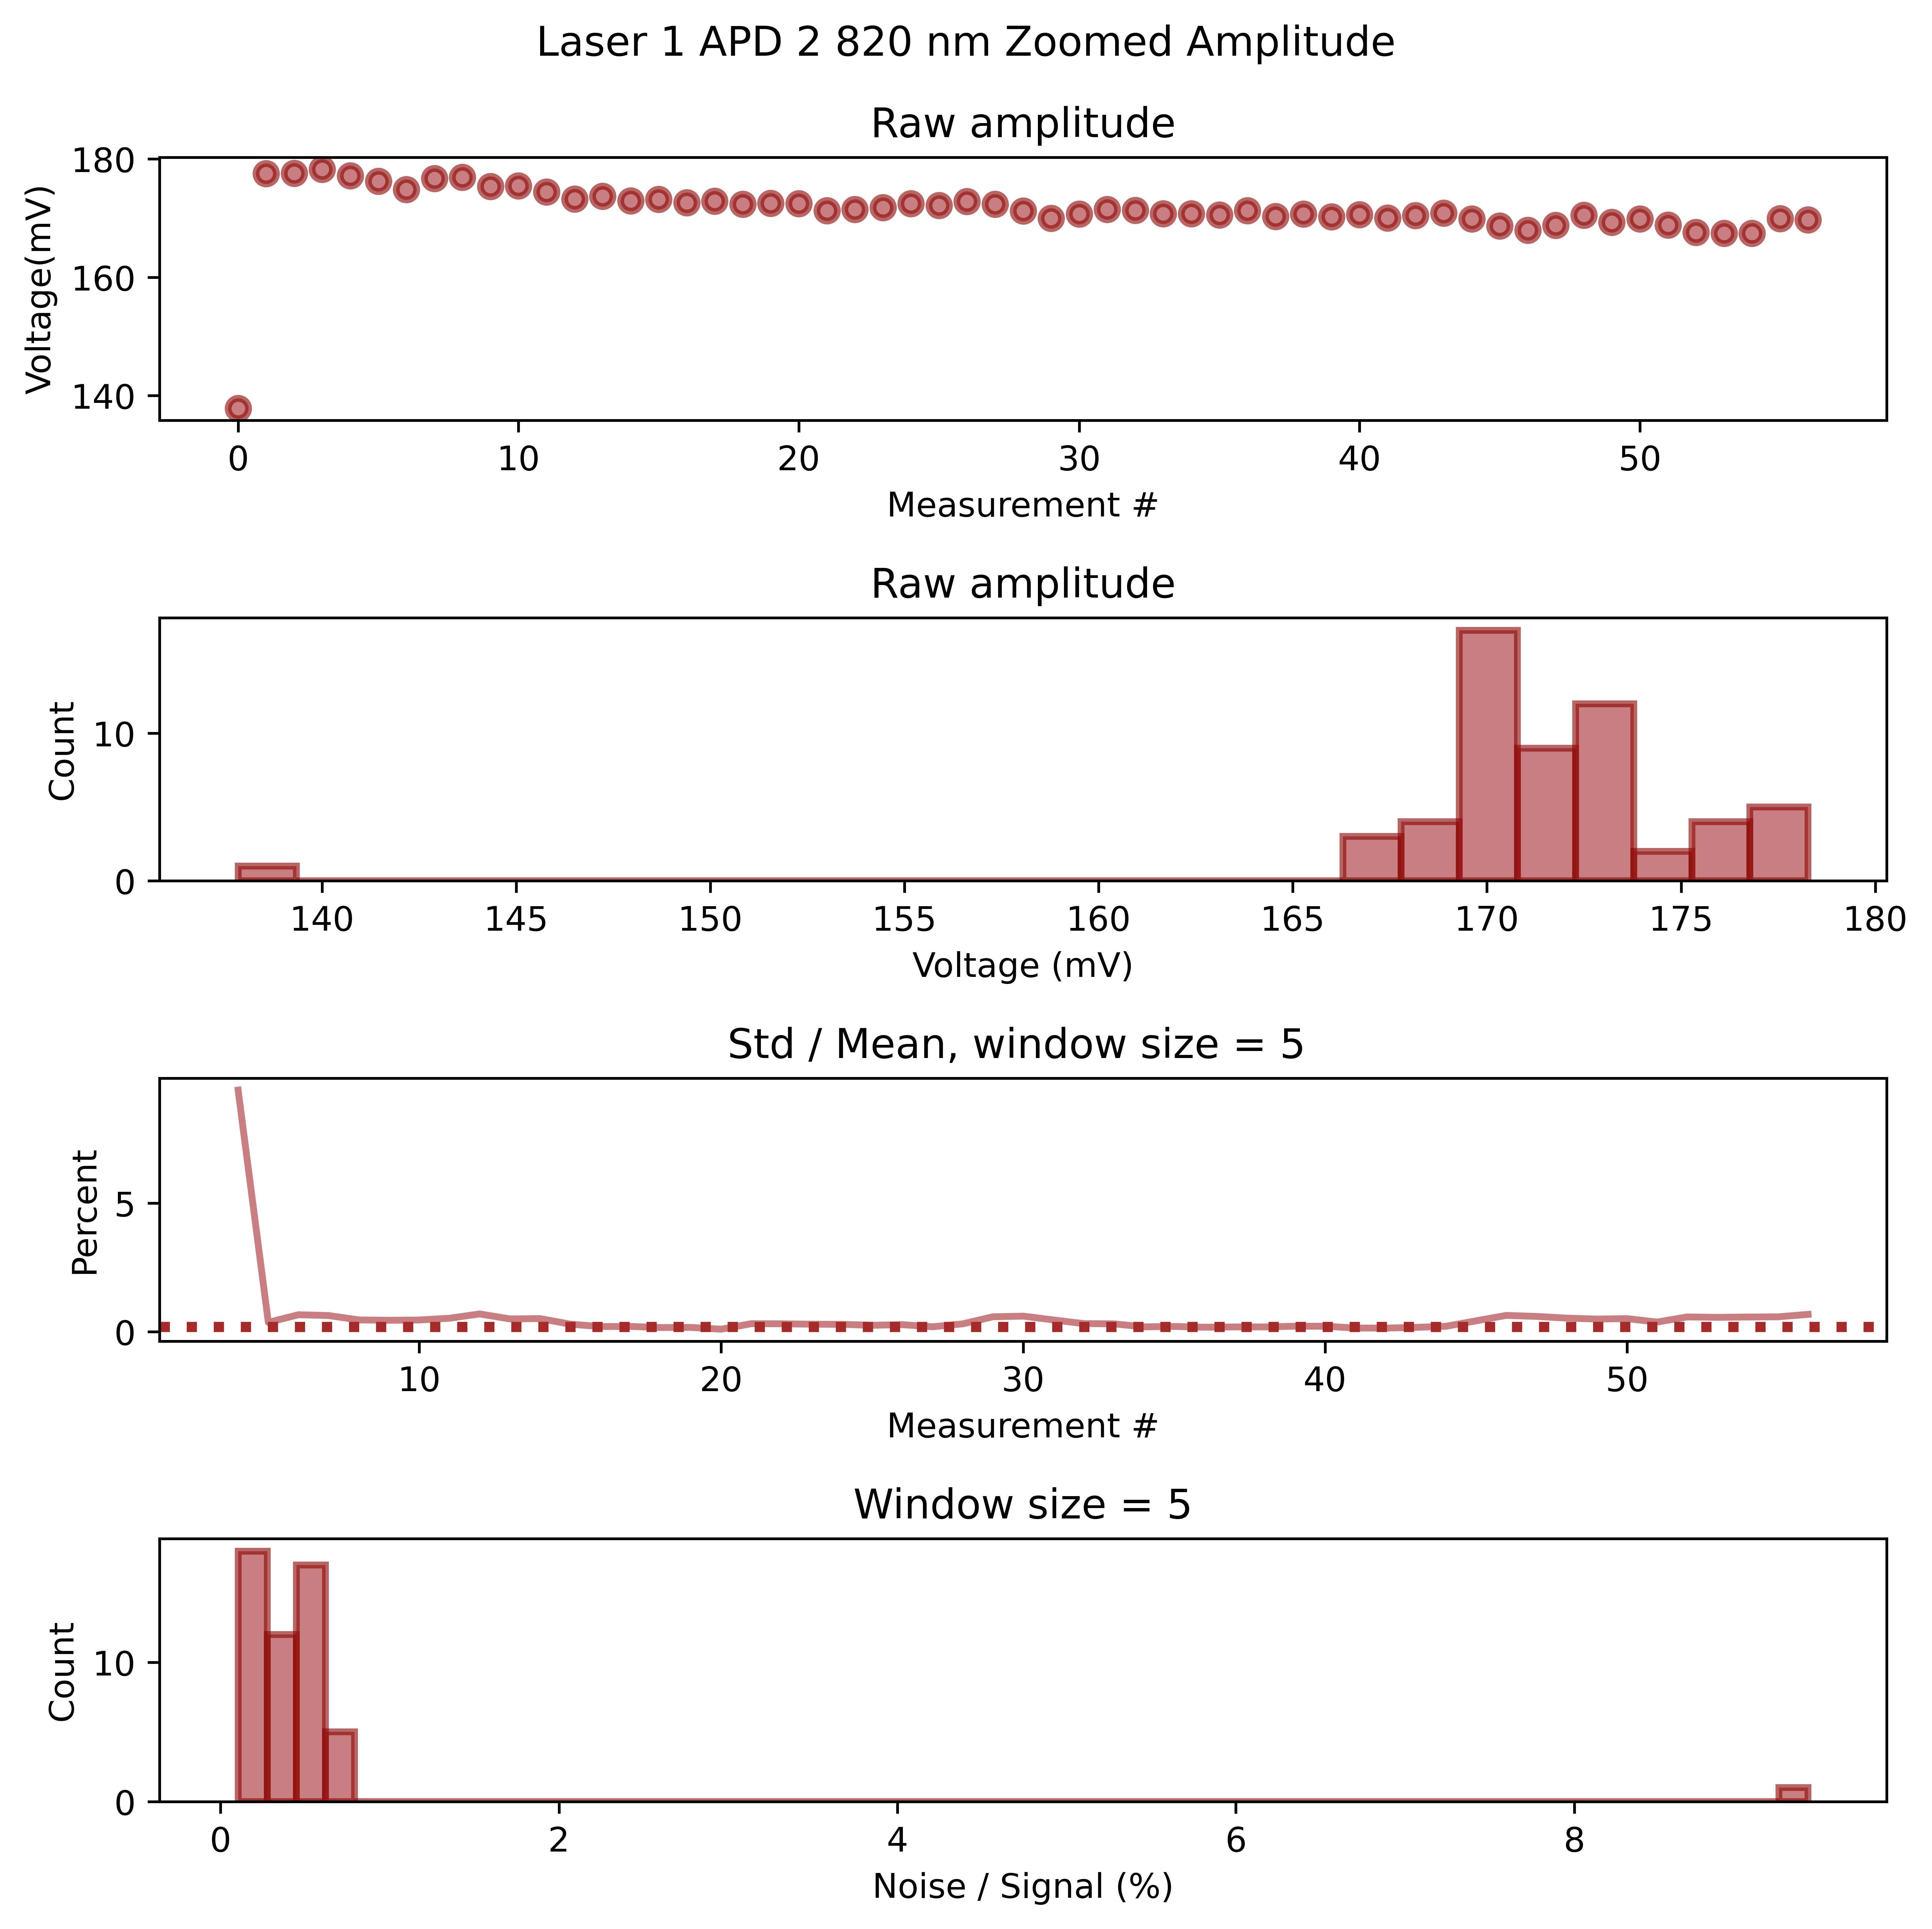 Laser 1 APD 2 820 nm Zoomed Amplitude
Raw amplitude
180
160
140
Voltage(mV)
0 10 20 30 40 50
Measurement #
Raw amplitude
10
0
Count
140 145 150 155 160 165 170 175 180
Voltage (mV)
Std / Mean, window size = 5
5
0
Percent
10 20 30 40 50
Measurement #
Window size = 5
10
0
Count
0 2 4 6 8
Noise / Signal (%)